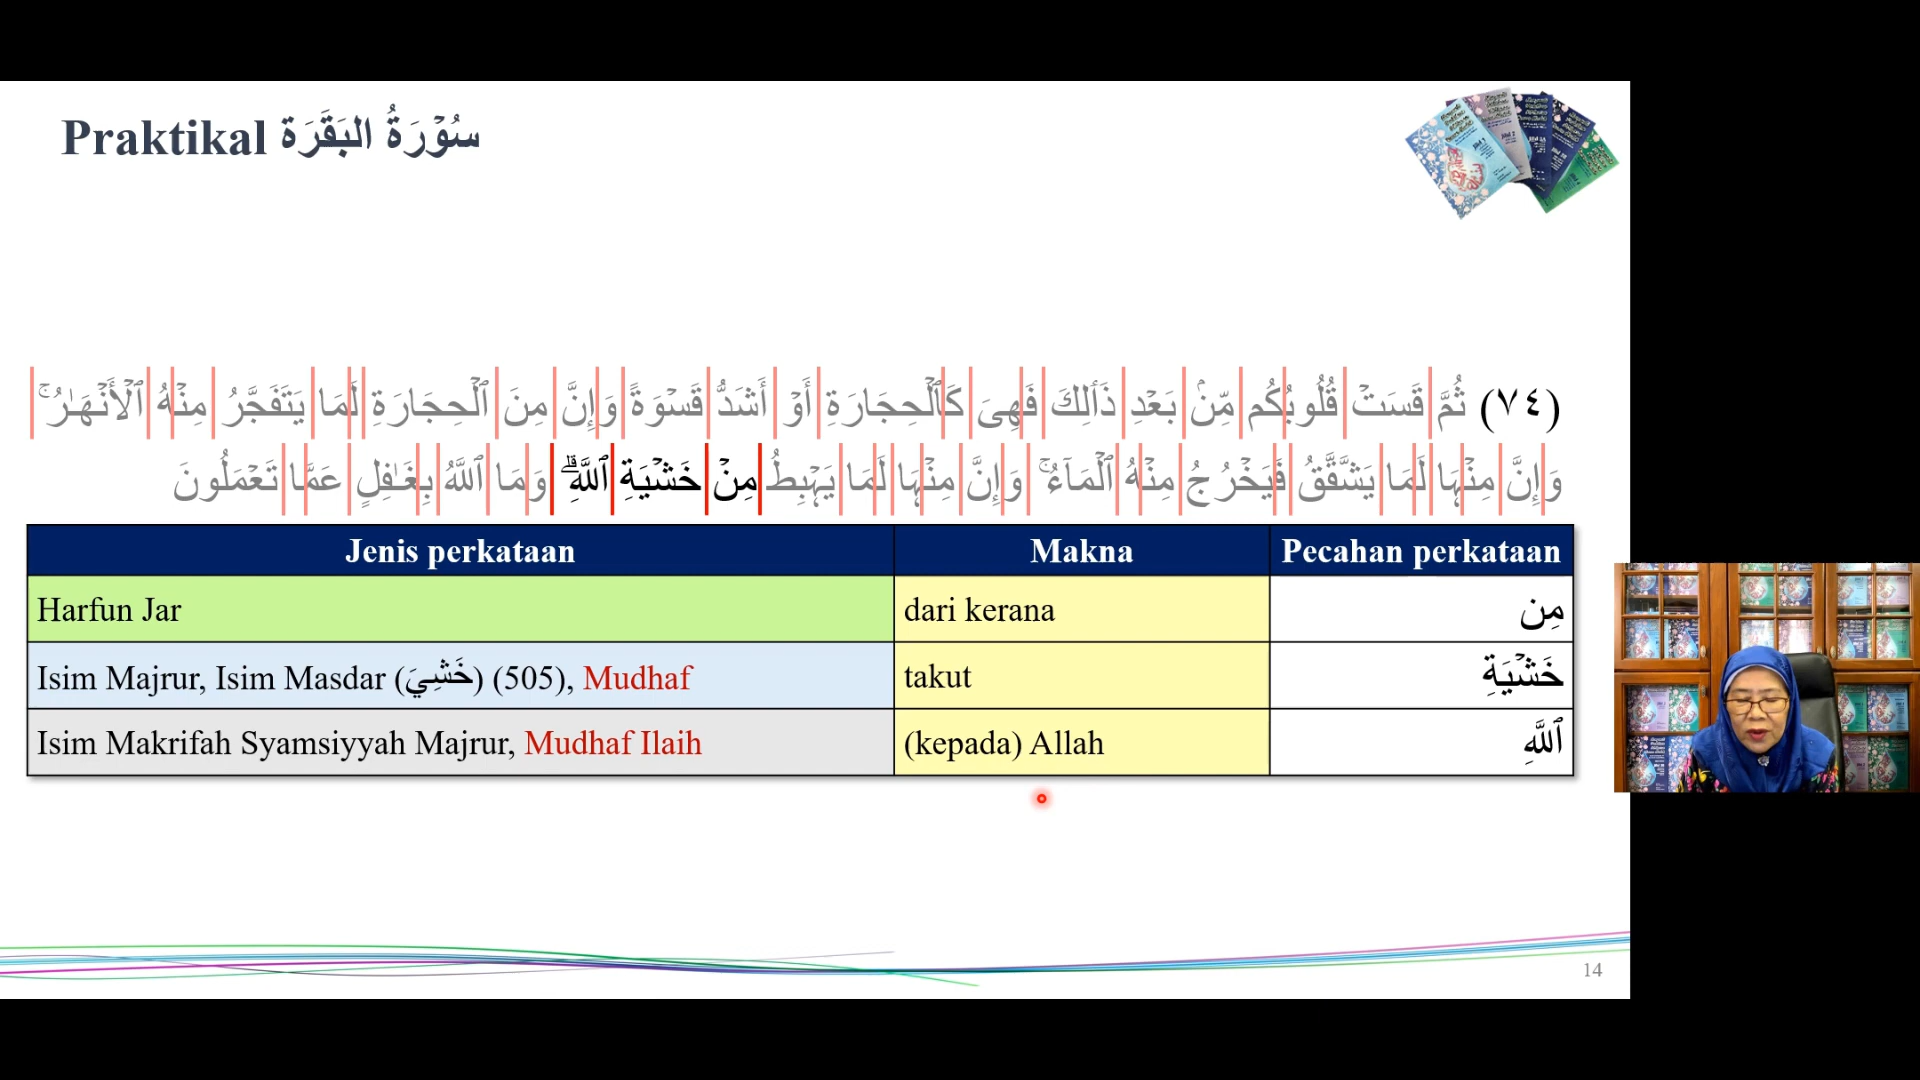 Praktikal سُوْرَةُ البَقَرَة
(٧٤) ثُمَّ قَسَتْ قُلُوبُكُم مِّنۢ بَعْدِ ذَٰلِكَ فَهِىَ كَٱلْحِجَارَةِ أَوْ أَشَدُّ قَسْوَةً وَإِنَّ مِنَ ٱلْحِجَارَةِ لَمَا يَتَفَجَّرُ مِنْهُ ٱلْأَنْهَـٰرُ ۚ
وَإِنَّ مِنْهَا لَمَا يَشَّقَّقُ فَيَخْرُجُ مِنْهُ ٱلْمَآءُ ۚ وَإِنَّ مِنْهَا لَمَا يَهْبِطُ مِنْ خَشْيَةِ ٱللَّهِ ۗ وَمَا ٱللَّهُ بِغَـٰفِلٍ عَمَّا تَعْمَلُونَ
Jenis perkataan Makna Pecahan perkataan
Harfun Jar dari kerana مِن
Isim Majrur, Isim Masdar (خَشِيَ) (505), Mudhaf takut خَشْيَةِ
Isim Makrifah Syamsiyyah Majrur, Mudhaf Ilaih (kepada) Allah ٱللَّهِ
14